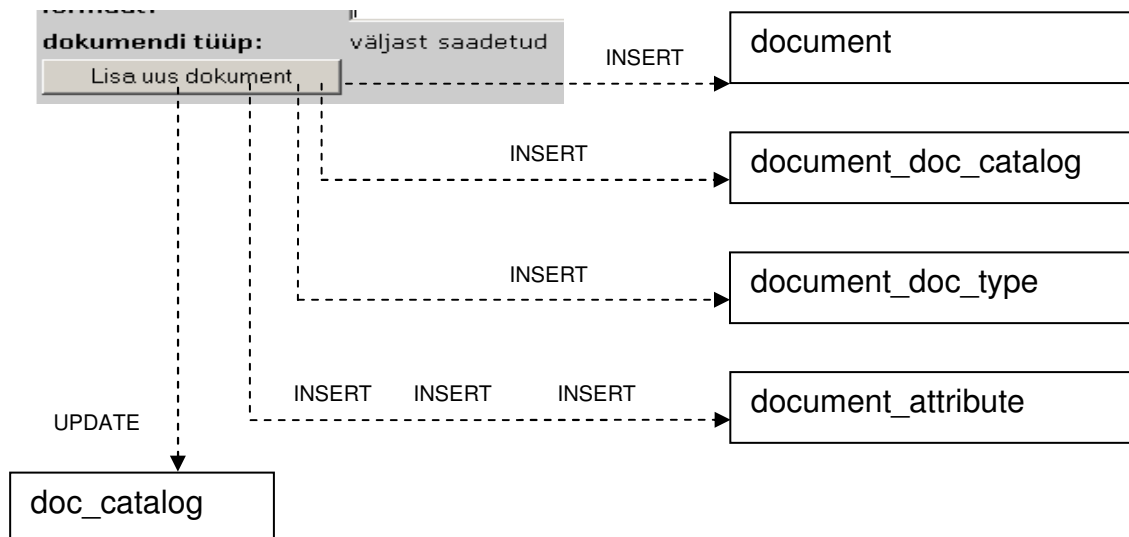 formaat:
dokumendi tüüp: väljast saadetud
Lisa uus dokument
INSERT
document
INSERT
document_doc_catalog
INSERT
document_doc_type
INSERT INSERT INSERT
document_attribute
UPDATE
doc_catalog